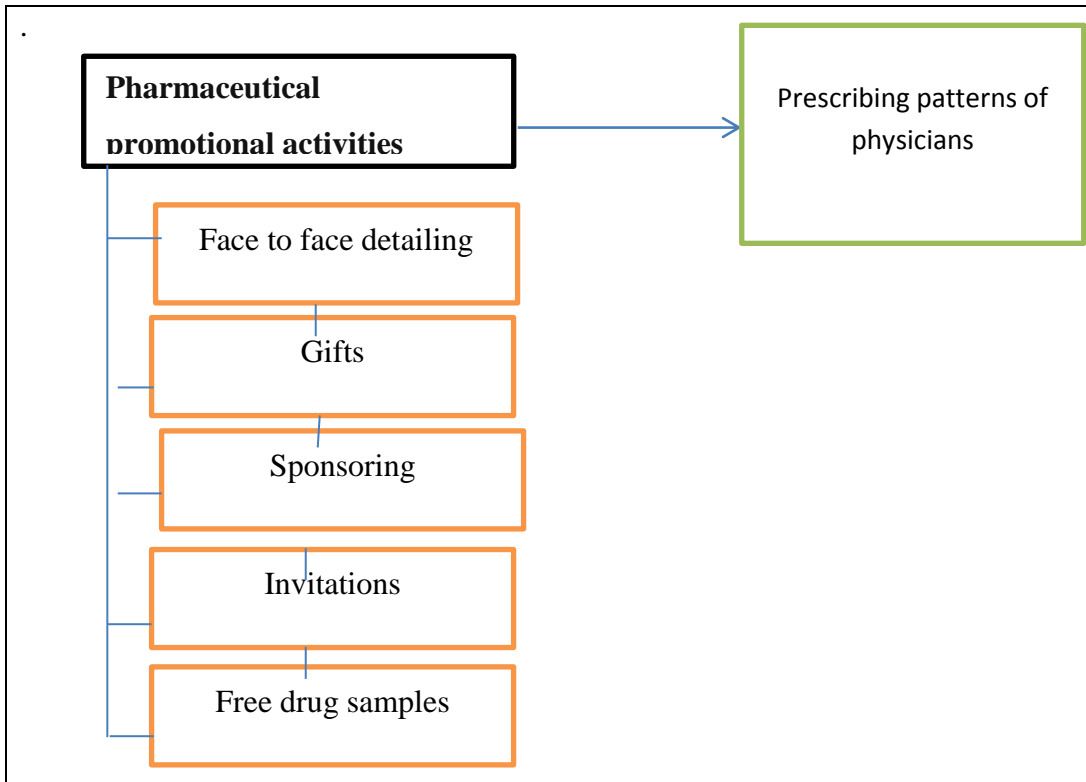 .
Pharmaceutical
promotional activities
Prescribing patterns of
physicians
Face to face detailing
Gifts
Sponsoring
Invitations
Free drug samples